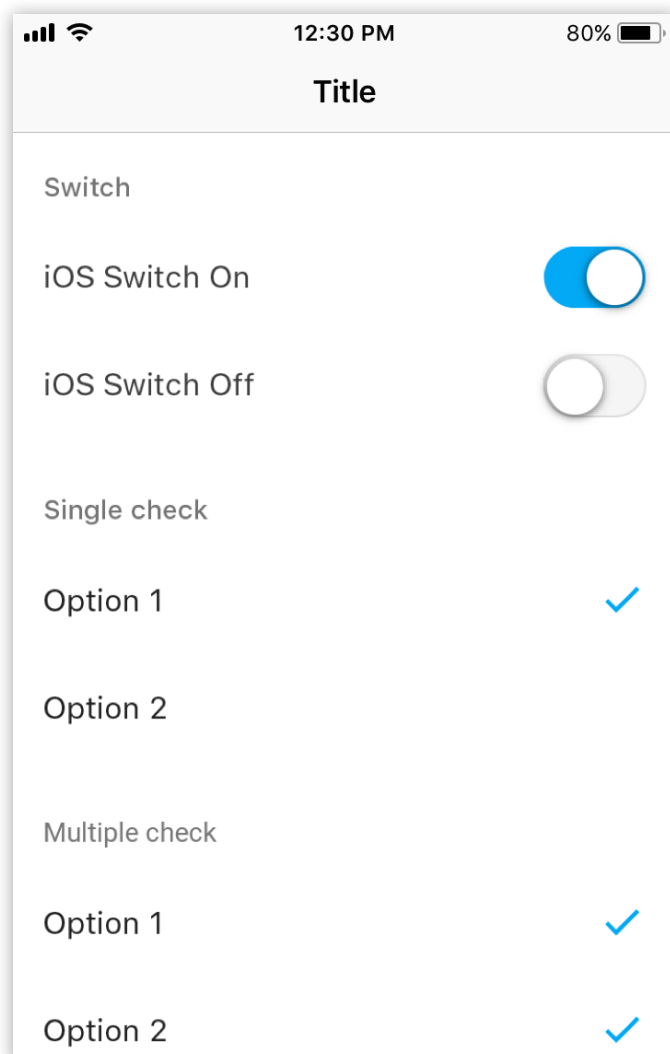 12:30 PM 80%
Title
Switch
iOS Switch On
iOS Switch Off
Single check
Option 1
Option 2
Multiple check
Option 1
Option 2